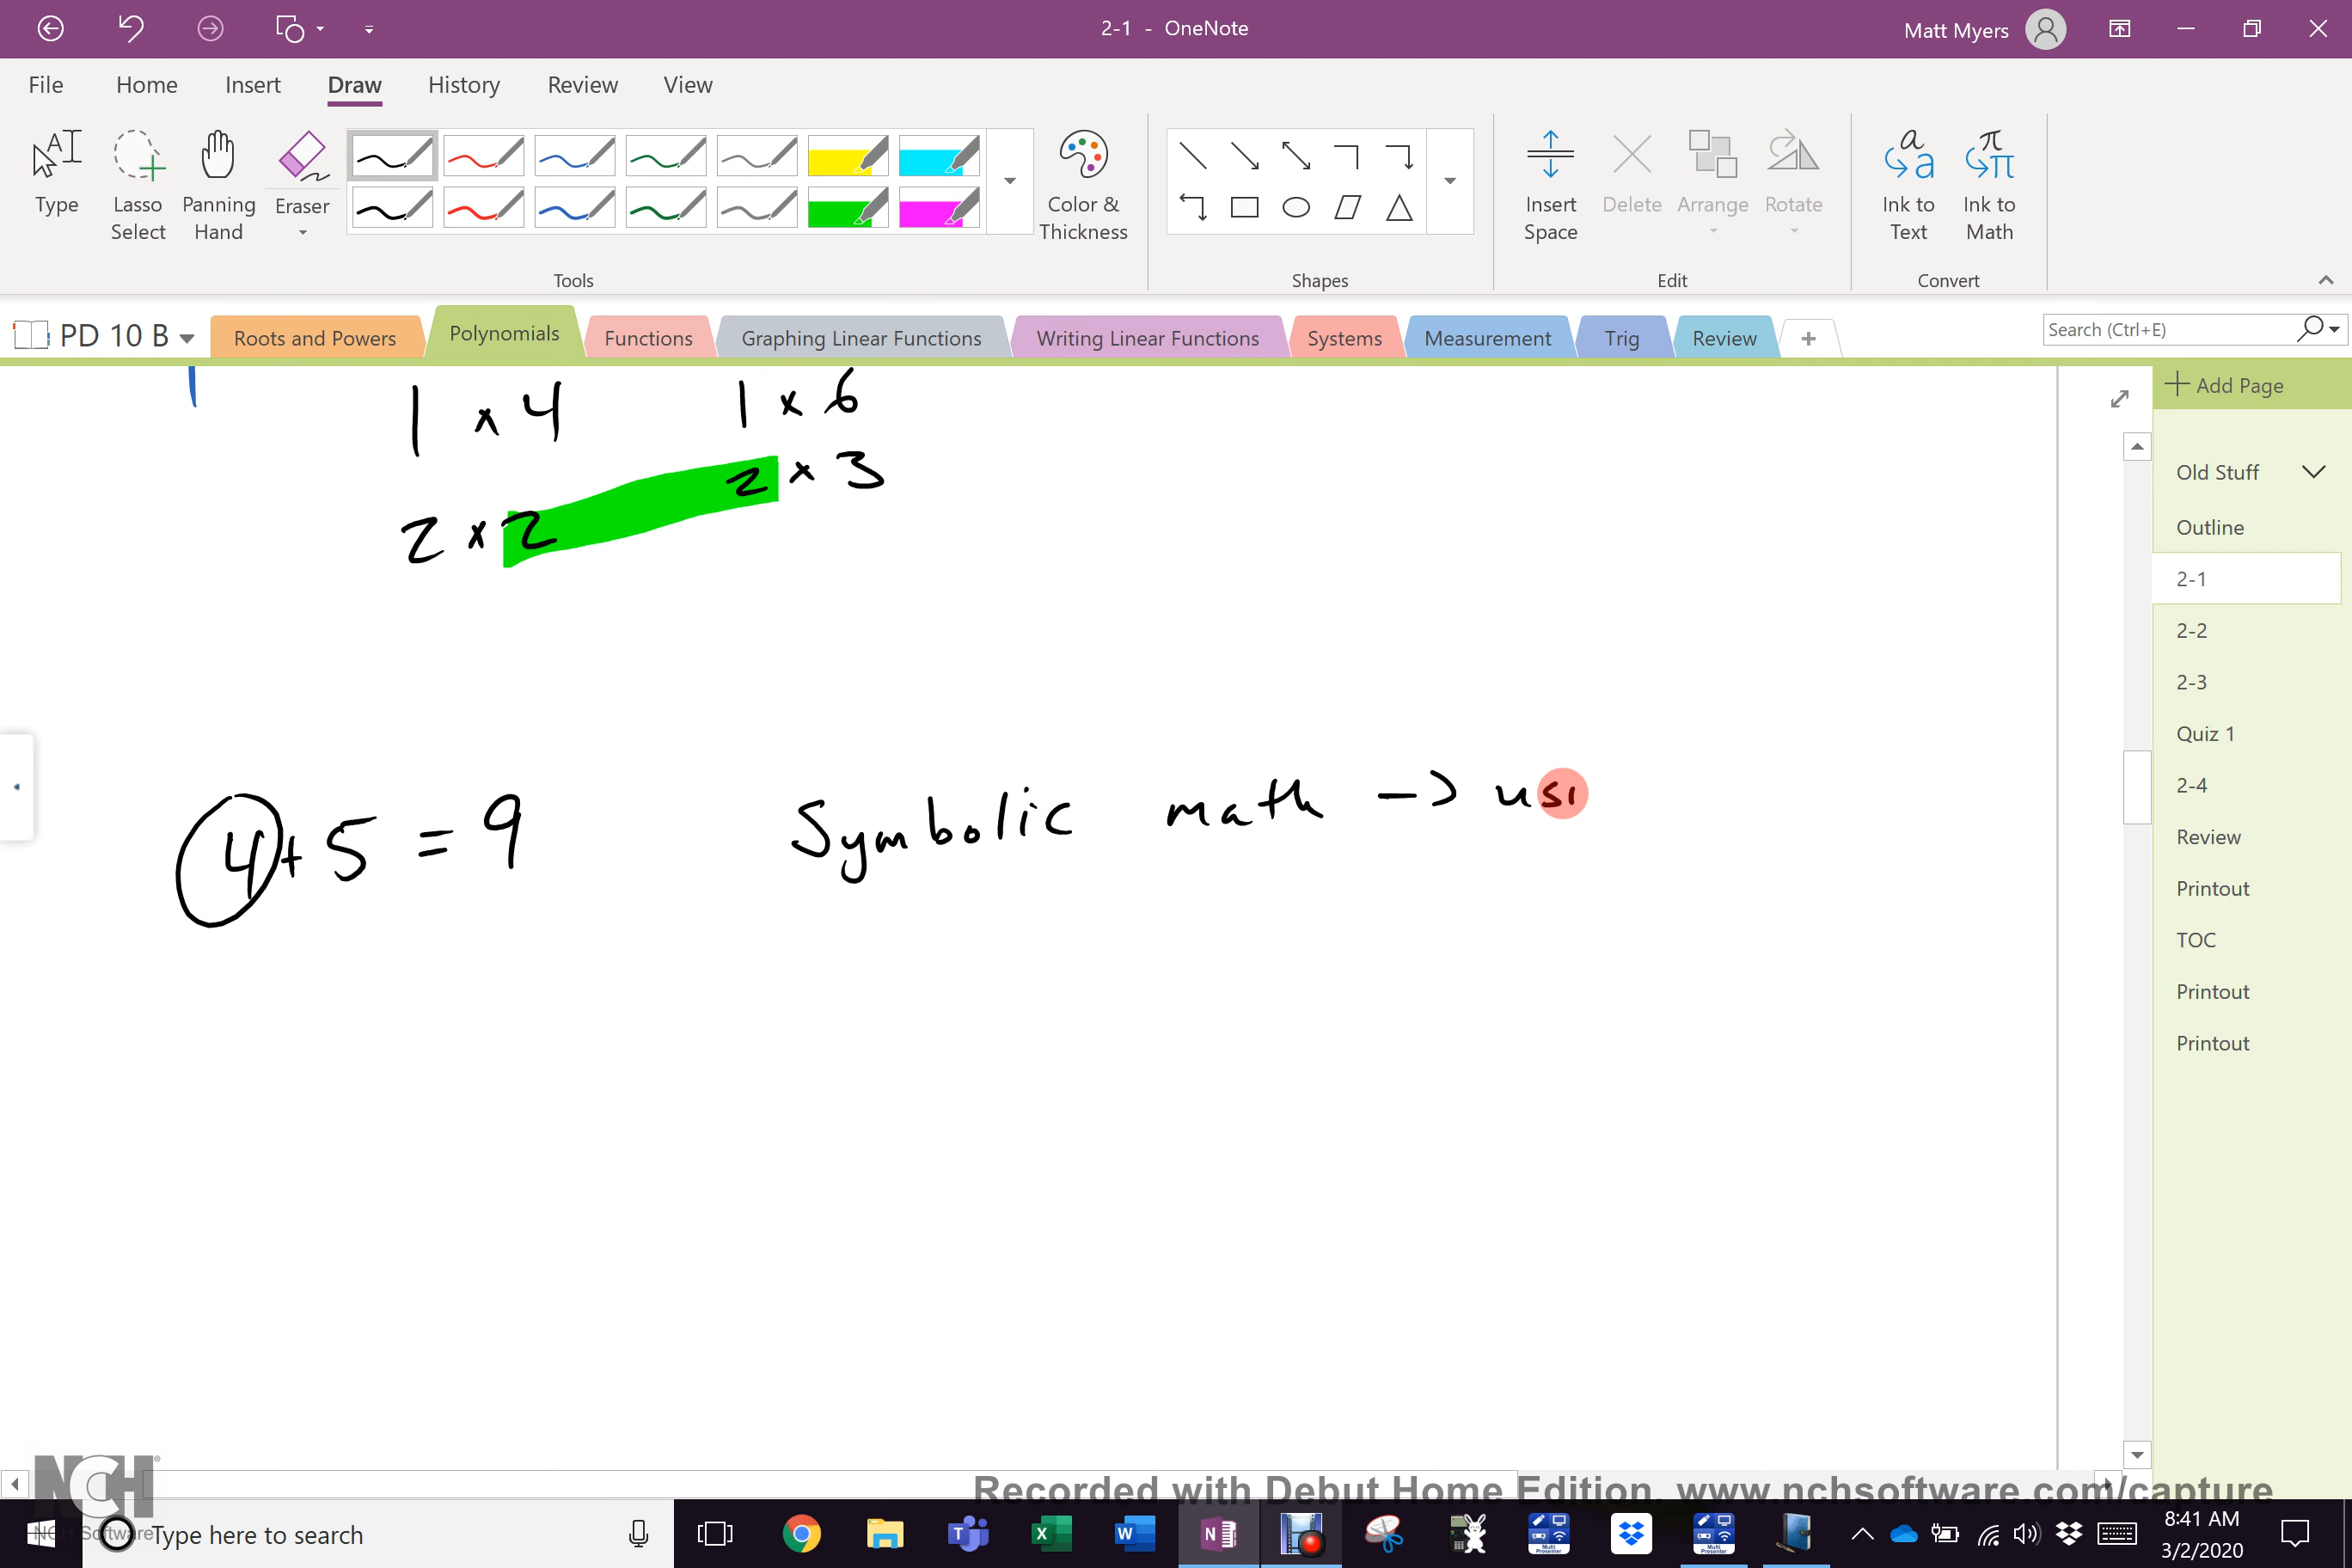 2-1 - OneNote
Matt Myers
File Home Insert Draw History Review View
Type
Lasso Select
Panning Hand
Eraser
Color & Thickness
Insert Space
Delete
Arrange
Rotate
Ink to Text
Ink to Math
Tools
Shapes
Edit
Convert
PD 10 B
Roots and Powers
Polynomials
Functions
Graphing Linear Functions
Writing Linear Functions
Systems
Measurement
Trig
Review
Search (Ctrl+E)
Add Page
Old Stuff
Outline
2-1
2-2
2-3
Quiz 1
2-4
Review
Printout
TOC
Printout
Printout
1 x 4
1 x 6
2 x 3
2 x 2
4 + 5 = 9
Symbolic math -> usi
NCH
NCH Software
Recorded with Debut Home Edition. www.nchsoftware.com/capture
Type here to search
8:41 AM
3/2/2020